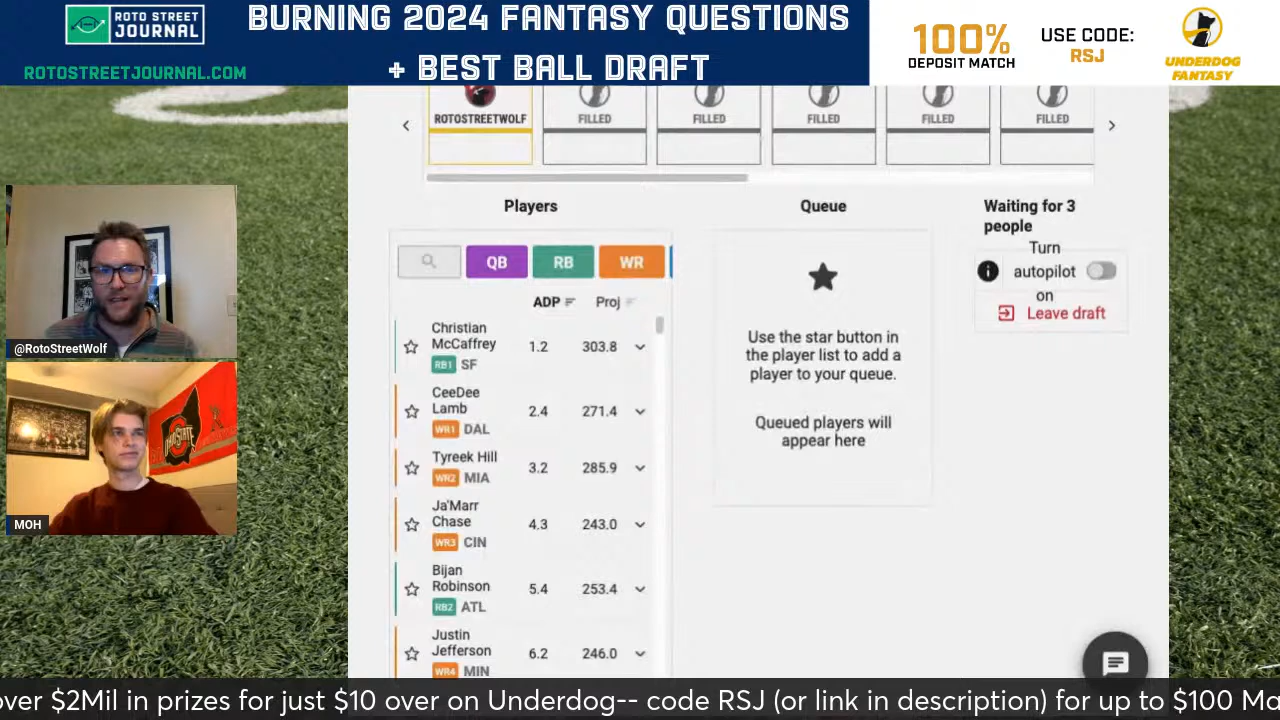 ROTO STREET
JOURNAL
ROTOSTREETJOURNAL.COM
BURNING 2024 FANTASY QUESTIONS
+ BEST BALL DRAFT
100%
DEPOSIT MATCH
USE CODE:
RSJ
UNDERDOG
FANTASY
ROTOSTREETWOLF
FILLED
FILLED
FILLED
FILLED
FILLED
Players
QB
RB
WR
ADP
Proj
Christian
McCaffrey
RB1 SF
1.2
303.8
CeeDee
Lamb
WR1 DAL
2.4
271.4
Tyreek Hill
WR2 MIA
3.2
285.9
Ja'Marr
Chase
WR3 CIN
4.3
243.0
Bijan
Robinson
RB2 ATL
5.4
253.4
Justin
Jefferson
WR4 MIN
6.2
246.0
Queue
Use the star button in
the player list to add a
player to your queue.
Queued players will
appear here
Waiting for 3
people
Turn
autopilot
on
Leave draft
@RotoStreetWolf
OHIO STATE
MOH
over $2Mil in prizes for just $10 over on Underdog-- code RSJ (or link in description) for up to $100 Ma